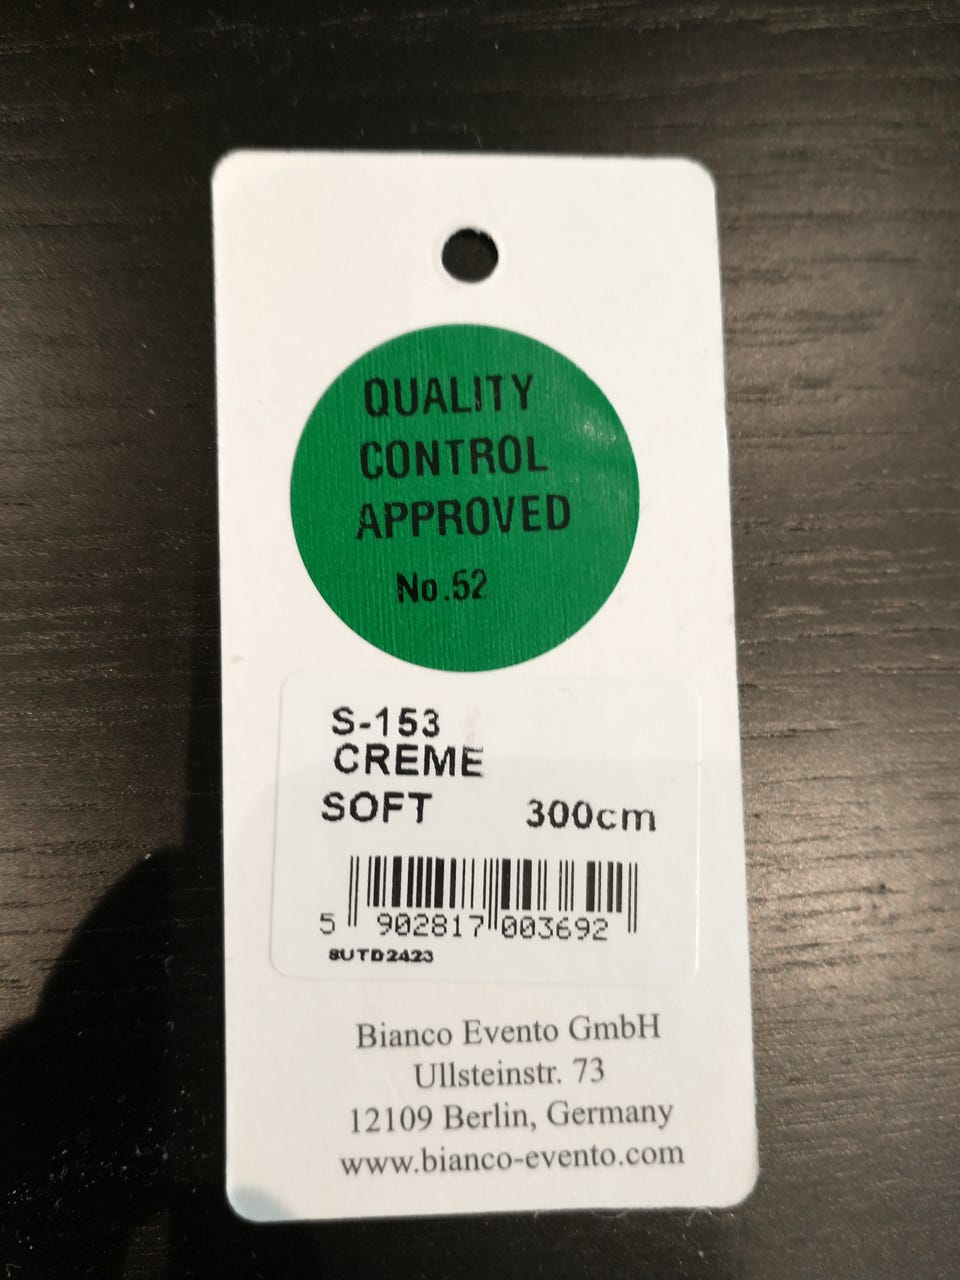 QUALITY
CONTROL
APPROVED
No.52
S-153
CREME
SOFT 300cm
5 902817 003692
8UTD2423
Bianco Evento GmbH
Ullsteinstr. 73
12109 Berlin, Germany
www.bianco-evento.com